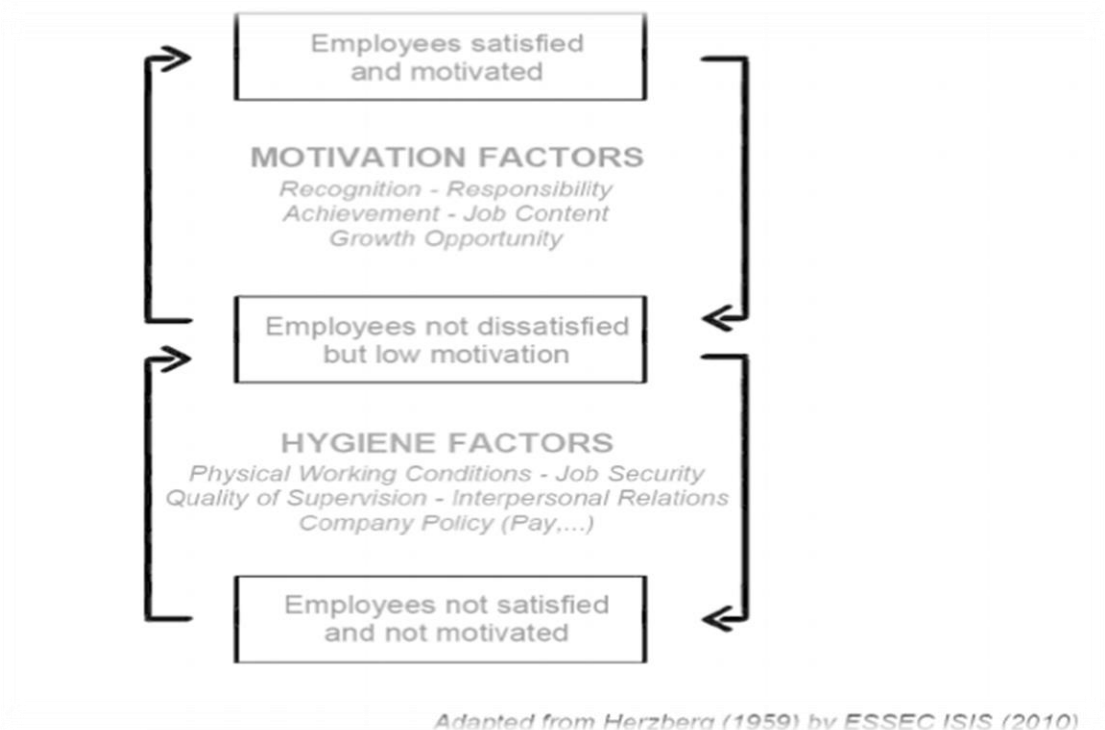 Employees satisfied
and motivated
MOTIVATION FACTORS
Recognition - Responsibility
Achievement - Job Content
Growth Opportunity
Employees not dissatisfied
but low motivation
HYGIENE FACTORS
Physical Working Conditions - Job Security
Quality of Supervision - Interpersonal Relations
Company Policy (Pay,...)
Employees not satisfied
and not motivated
Adapted from Herzberg (1959) by ESSEC ISIS (2010)